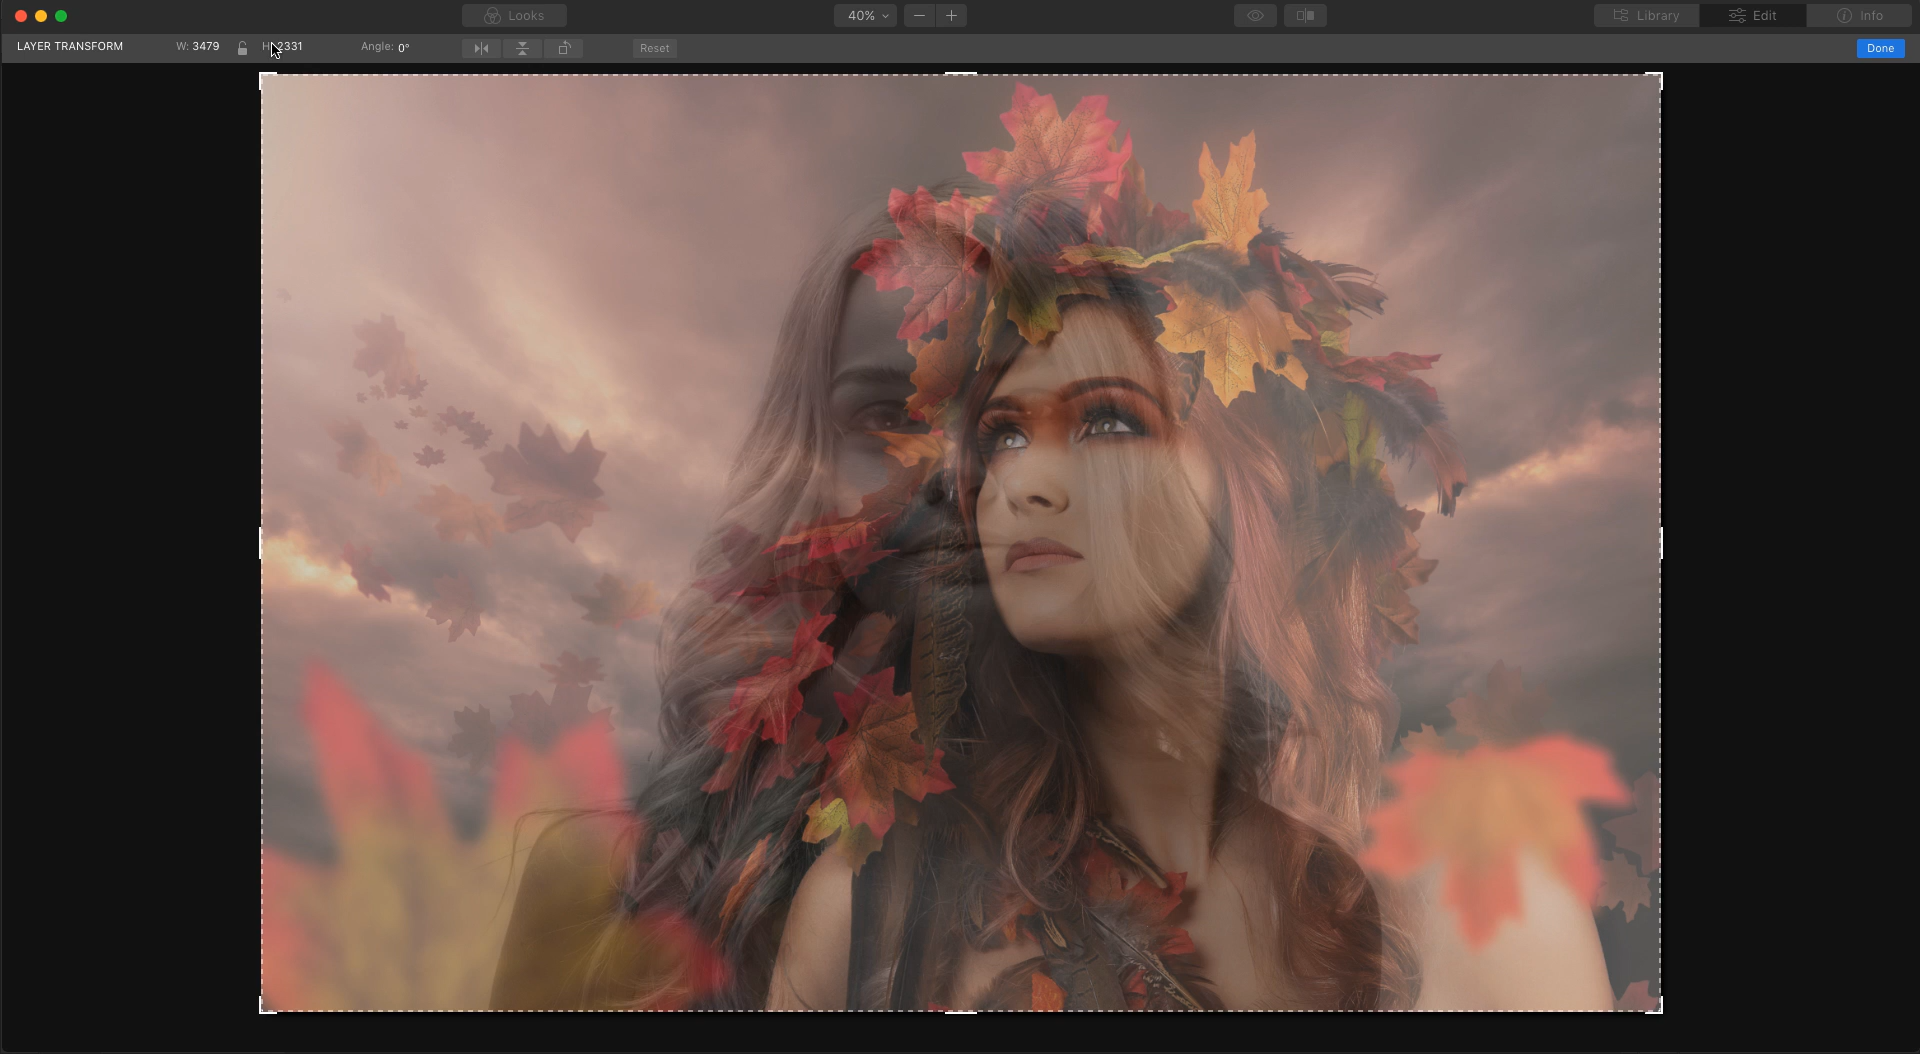 Looks 40% Library Edit Info
LAYER TRANSFORM W: 3479 H: 2331 Angle: 0° Reset Done